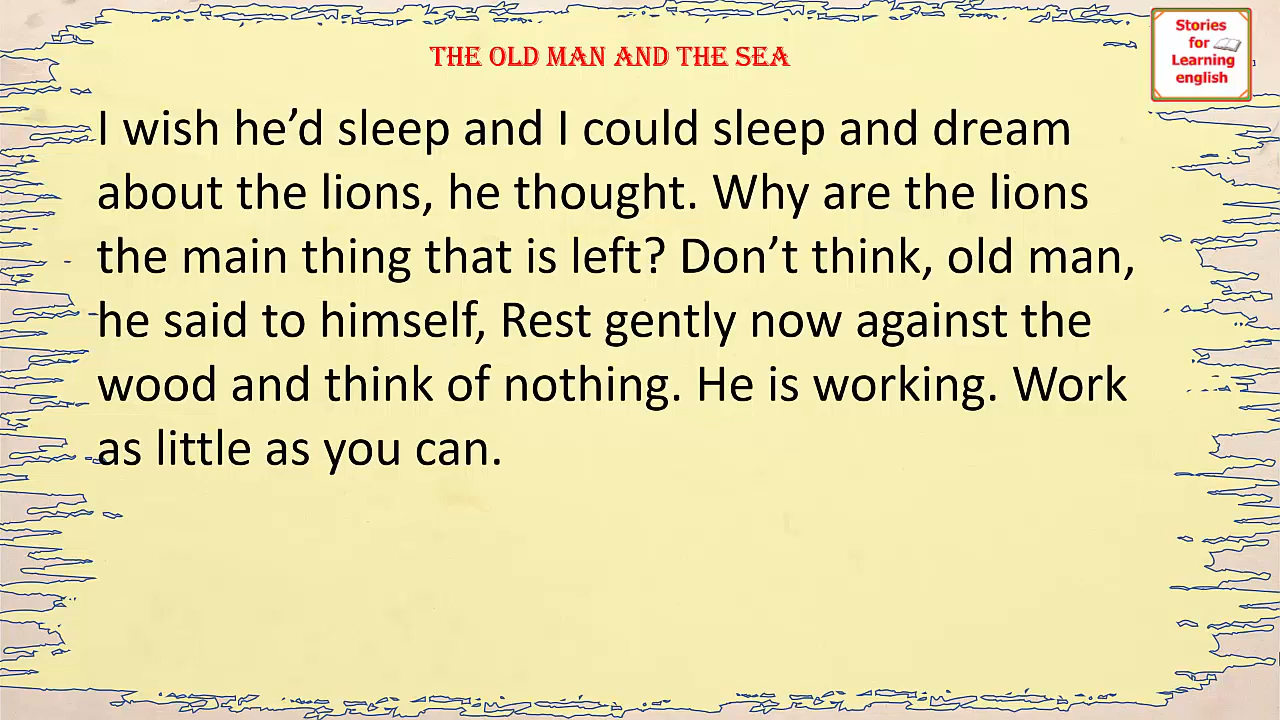 THE OLD MAN AND THE SEA
Stories
for
Learning
english
I wish he’d sleep and I could sleep and dream
about the lions, he thought. Why are the lions
the main thing that is left? Don’t think, old man,
he said to himself, Rest gently now against the
wood and think of nothing. He is working. Work
as little as you can.